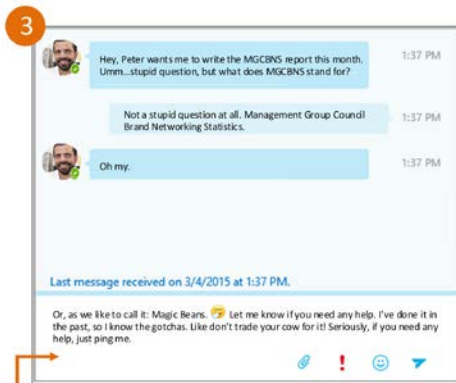 3
Hey, Peter wants me to write the MGCBNS report this month.
Umm...stupid question, but what does MGCBNS stand for?
1:37 PM
Not a stupid question at all. Management Group Council
Brand Networking Statistics.
1:37 PM
Oh my.
1:37 PM
Last message received on 3/4/2015 at 1:37 PM.
Or, as we like to call it: Magic Beans. 🤭 Let me know if you need any help. I've done it in
the past, so I know the gotchas. Like don't trade your cow for it! Seriously, if you need any
help, just ping me.